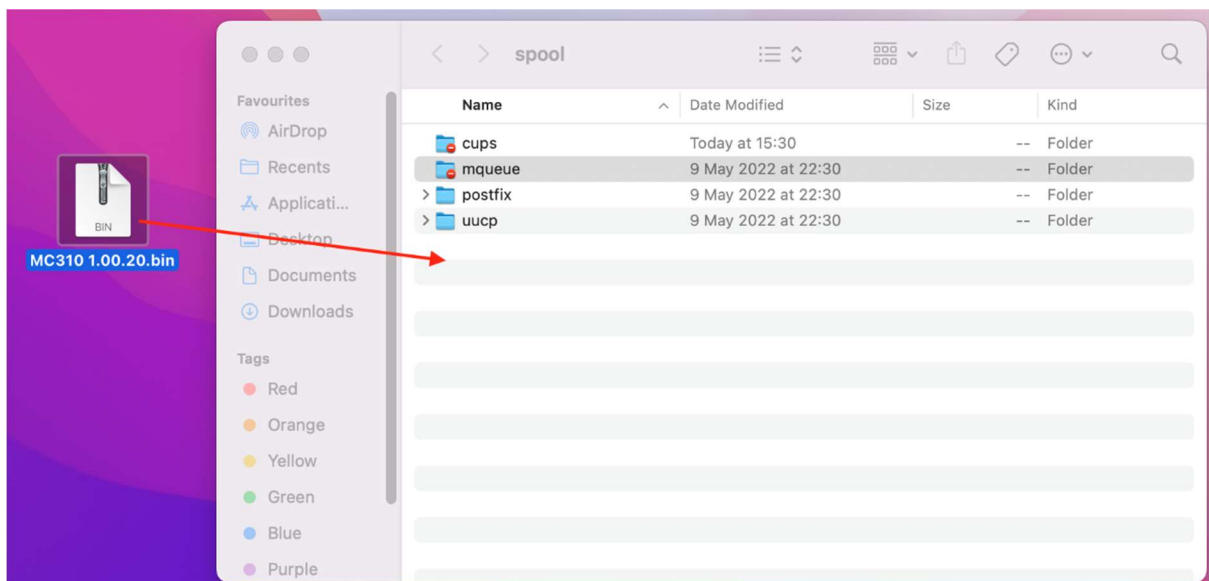 spool
Favourites
AirDrop
Recents
Applicati...
Desktop
Documents
Downloads
Tags
Red
Orange
Yellow
Green
Blue
Purple
Name Date Modified Size Kind
cups Today at 15:30 -- Folder
mqueue 9 May 2022 at 22:30 -- Folder
postfix 9 May 2022 at 22:30 -- Folder
uucp 9 May 2022 at 22:30 -- Folder
BIN
MC310 1.00.20.bin